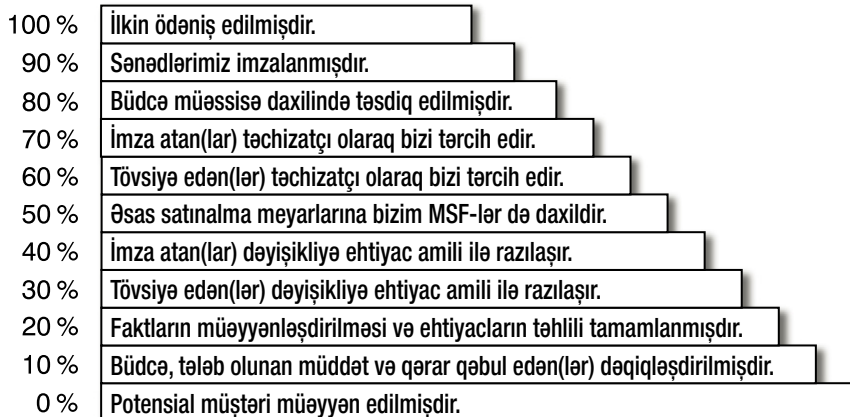 100 % İlkin ödəniş edilmişdir.
90 % Sənədlərimiz imzalanmışdır.
80 % Büdcə müəssisə daxilində təsdiq edilmişdir.
70 % İmza atan(lar) təchizatçı olaraq bizi tərcih edir.
60 % Tövsiyə edən(lər) təchizatçı olaraq bizi tərcih edir.
50 % Əsas satınalma meyarlarına bizim MSF-lər də daxildir.
40 % İmza atan(lar) dəyişikliyə ehtiyac amili ilə razılaşır.
30 % Tövsiyə edən(lər) dəyişikliyə ehtiyac amili ilə razılaşır.
20 % Faktların müəyyənləşdirilməsi və ehtiyacların təhlili tamamlanmışdır.
10 % Büdcə, tələb olunan müddət və qərar qəbul edən(lər) dəqiqləşdirilmişdir.
0 % Potensial müştəri müəyyən edilmişdir.